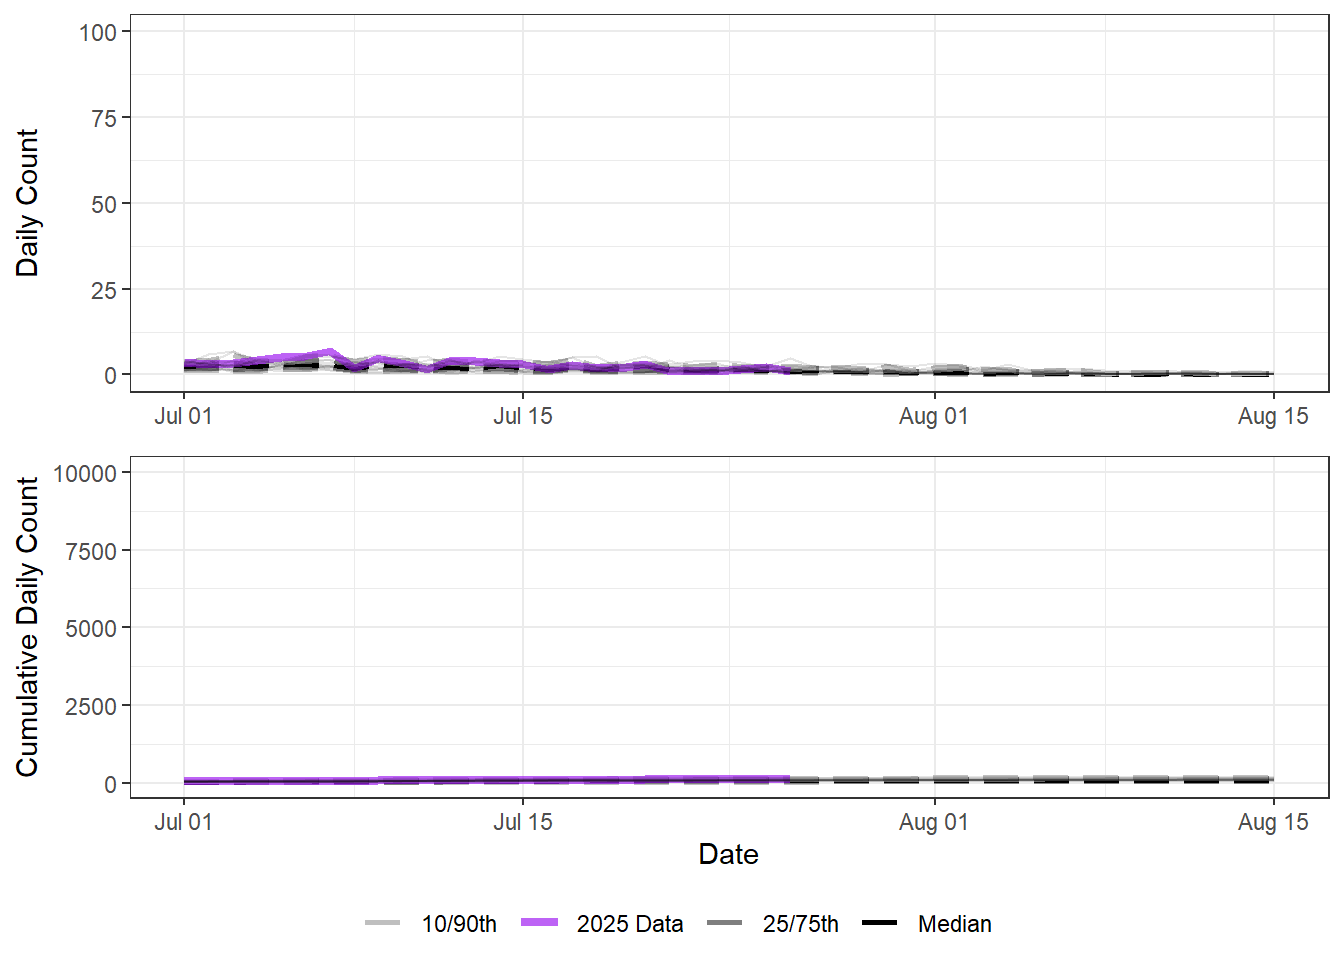 Daily Count
100
75
50
25
0
Jul 01 Jul 15 Aug 01 Aug 15
Cumulative Daily Count
10000
7500
5000
2500
0
Jul 01 Jul 15 Aug 01 Aug 15
Date
10/90th 2025 Data 25/75th Median